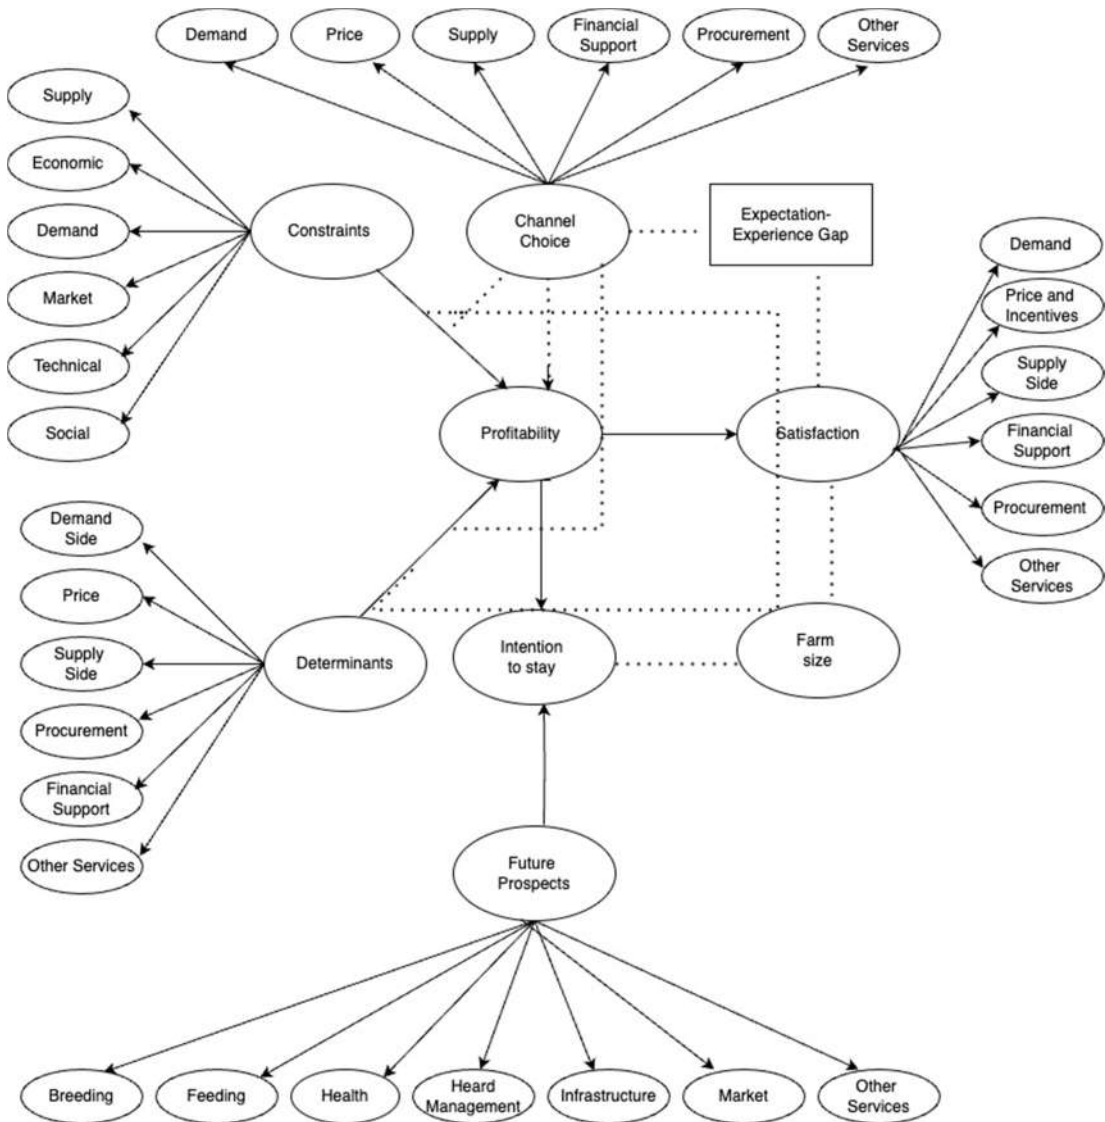 Demand
Price
Supply
Financial
Support
Procurement
Other
Services
Supply
Economic
Demand
Market
Technical
Social
Constraints
Channel
Choice
Expectation-
Experience Gap
Demand
Price and
Incentives
Supply
Side
Financial
Support
Procurement
Other
Services
Profitability
Satisfaction
Demand
Side
Price
Supply
Side
Procurement
Financial
Support
Other Services
Determinants
Intention
to stay
Farm
size
Future
Prospects
Breeding
Feeding
Health
Heard
Management
Infrastructure
Market
Other
Services